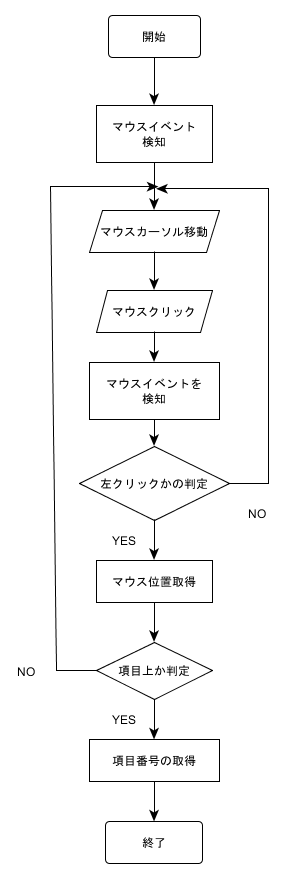 開始
マウスイベント
検知
マウスカーソル移動
マウスクリック
マウスイベントを
検知
左クリックかの判定
NO
YES
マウス位置取得
項目上か判定
NO
YES
項目番号の取得
終了